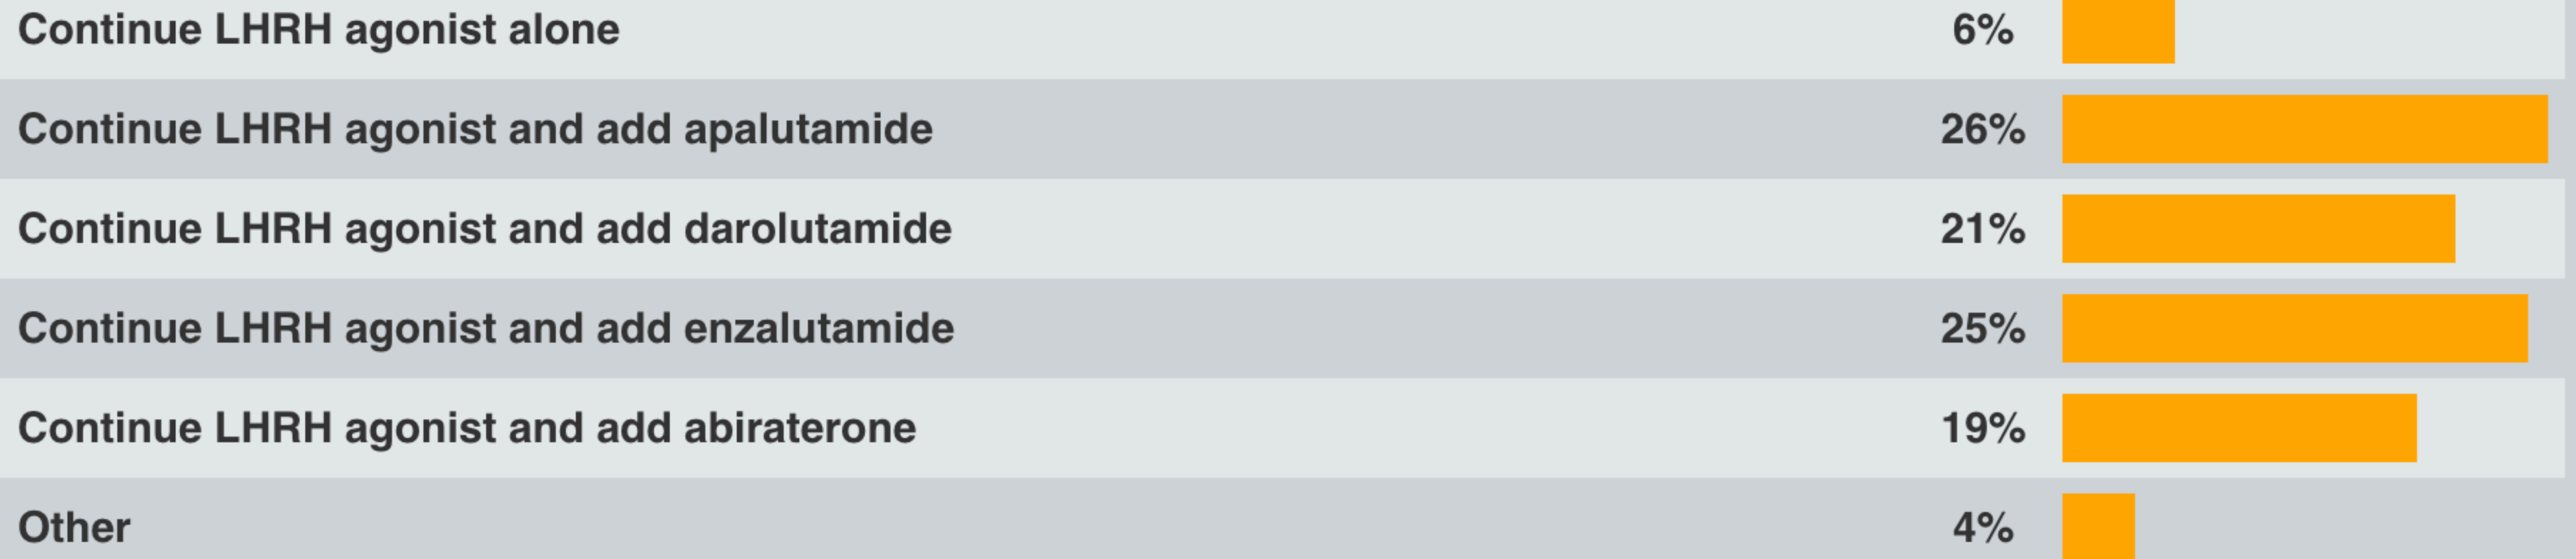 Continue LHRH agonist alone 6%
Continue LHRH agonist and add apalutamide 26%
Continue LHRH agonist and add darolutamide 21%
Continue LHRH agonist and add enzalutamide 25%
Continue LHRH agonist and add abiraterone 19%
Other 4%